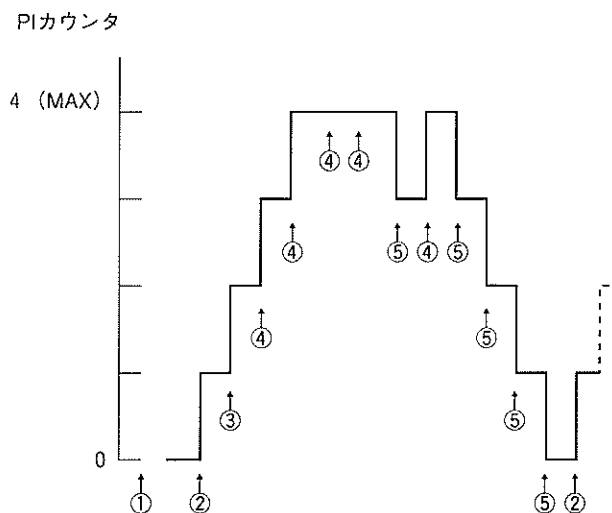 PIカウンタ
4 (MAX)
④ ④
④ ⑤ ④ ⑤
④ ⑤
③ ⑤
0
① ② ⑤ ②